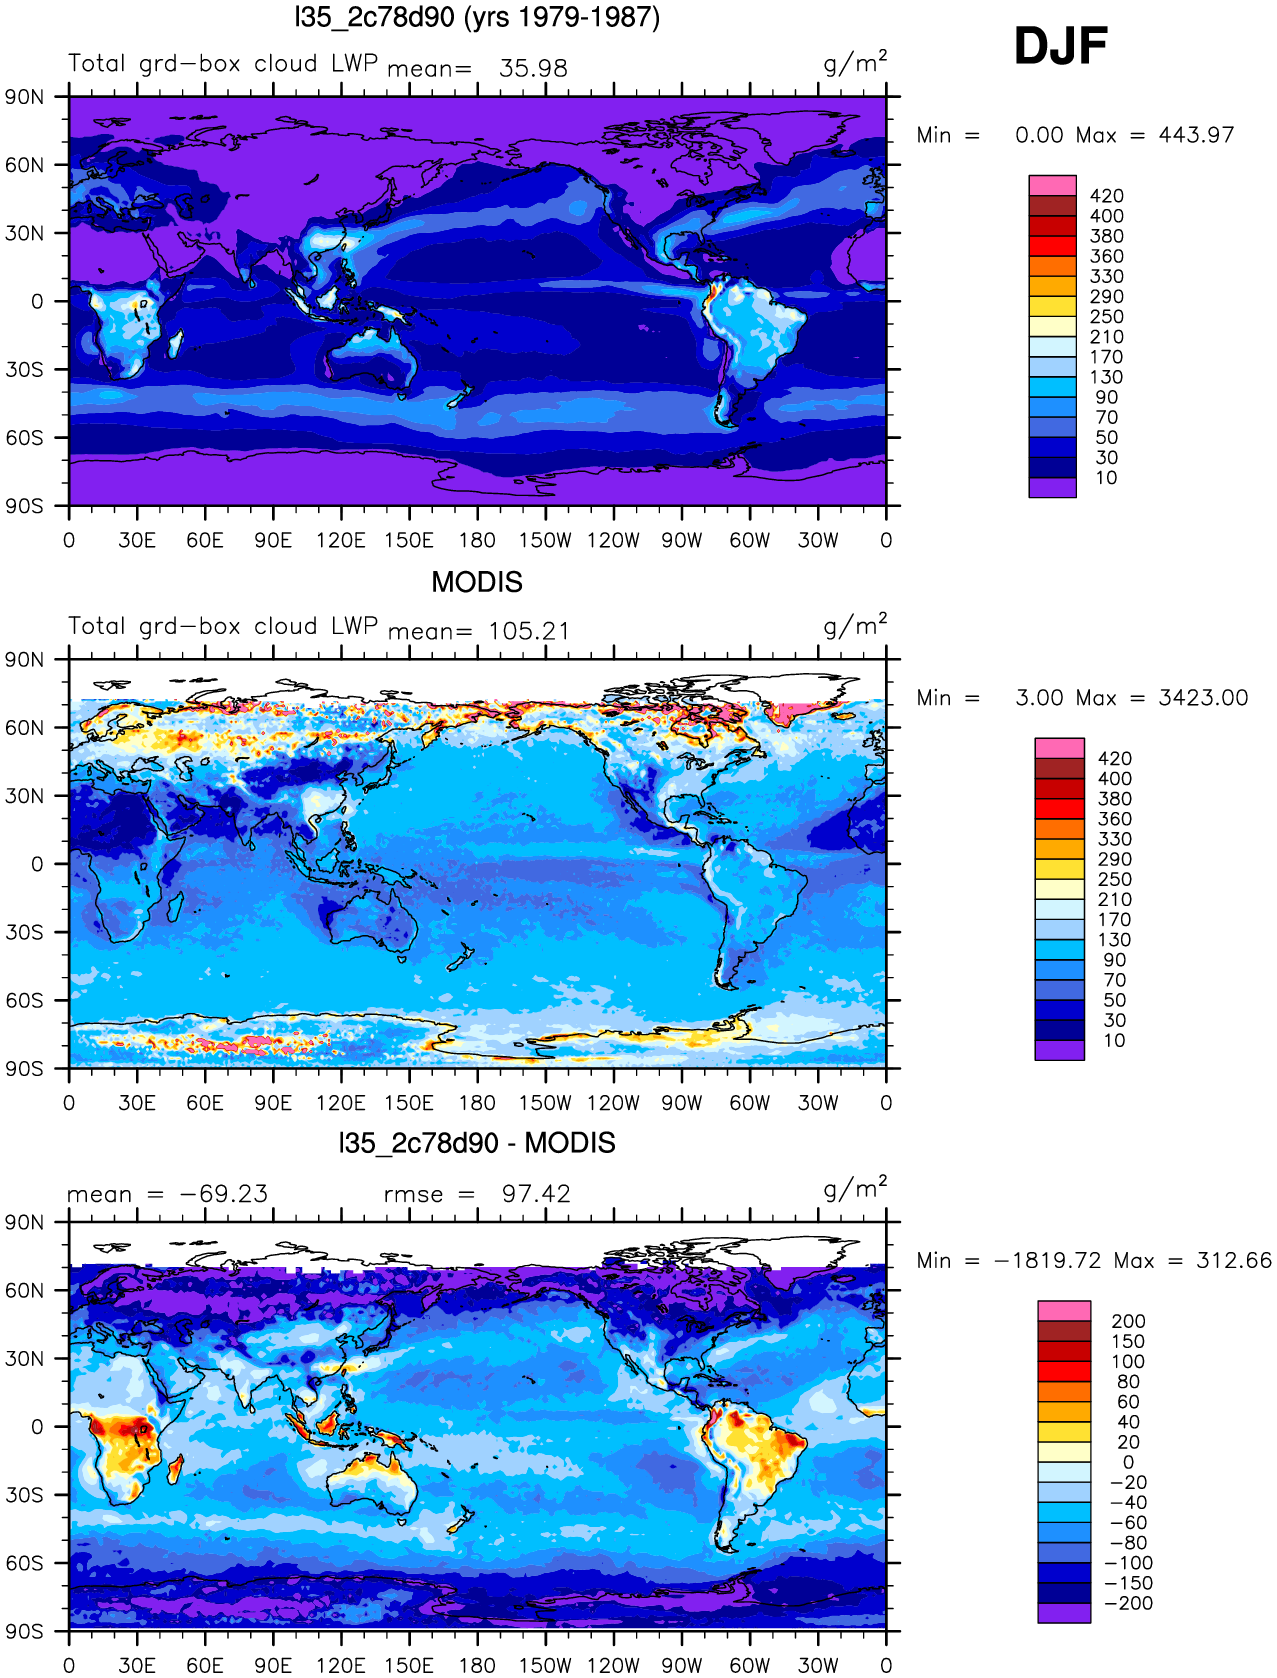 l35_2c78d90 (yrs 1979-1987)
DJF
Total grd-box cloud LWP mean= 35.98 g/m²
Min = 0.00 Max = 443.97
90N
60N
30N
0
30S
60S
90S
0 30E 60E 90E 120E 150E 180 150W 120W 90W 60W 30W 0
420
400
380
360
330
290
250
210
170
130
90
70
50
30
10
MODIS
Total grd-box cloud LWP mean= 105.21 g/m²
Min = 3.00 Max = 3423.00
90N
60N
30N
0
30S
60S
90S
0 30E 60E 90E 120E 150E 180 150W 120W 90W 60W 30W 0
420
400
380
360
330
290
250
210
170
130
90
70
50
30
10
l35_2c78d90 - MODIS
mean = -69.23 rmse = 97.42 g/m²
Min = -1819.72 Max = 312.66
90N
60N
30N
0
30S
60S
90S
0 30E 60E 90E 120E 150E 180 150W 120W 90W 60W 30W 0
200
150
100
80
60
40
20
0
-20
-40
-60
-80
-100
-150
-200